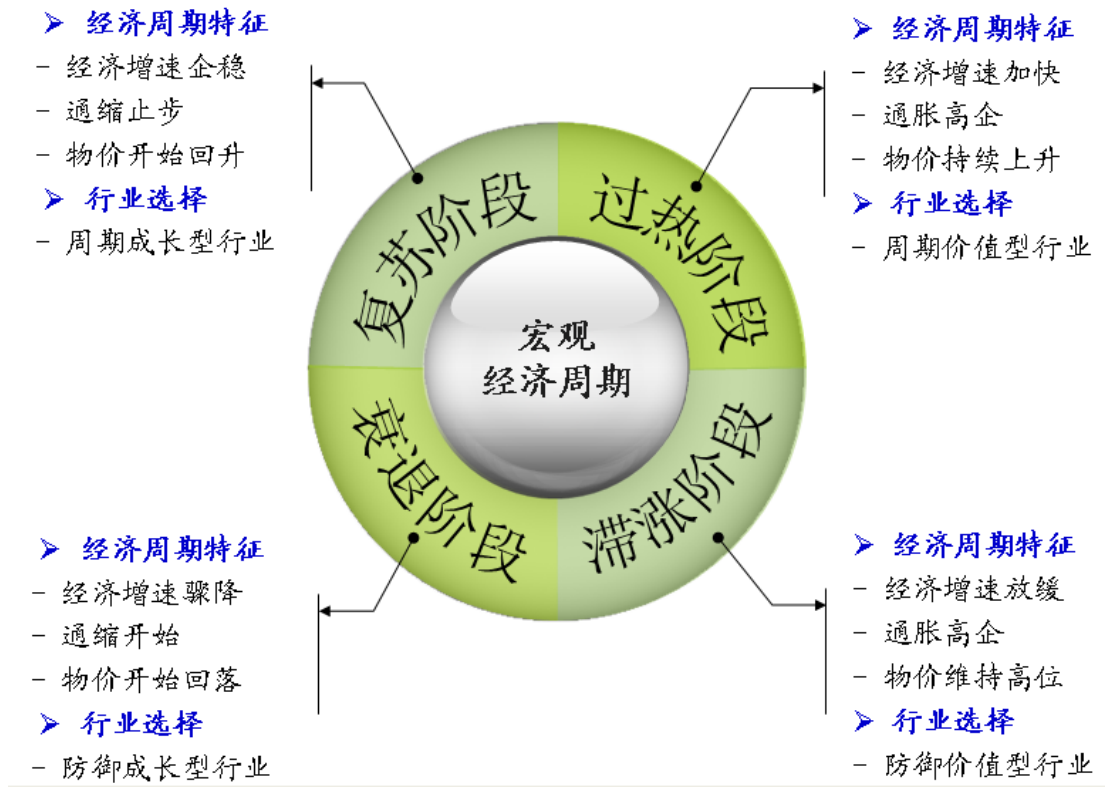 ➢ 经济周期特征
- 经济增速企稳
- 通缩止步
- 物价开始回升
➢ 行业选择
- 周期成长型行业
➢ 经济周期特征
- 经济增速加快
- 通胀高企
- 物价持续上升
➢ 行业选择
- 周期价值型行业
复苏阶段
过热阶段
宏观
经济周期
衰退阶段
滞涨阶段
➢ 经济周期特征
- 经济增速骤降
- 通缩开始
- 物价开始回落
➢ 行业选择
- 防御成长型行业
➢ 经济周期特征
- 经济增速放缓
- 通胀高企
- 物价维持高位
➢ 行业选择
- 防御价值型行业